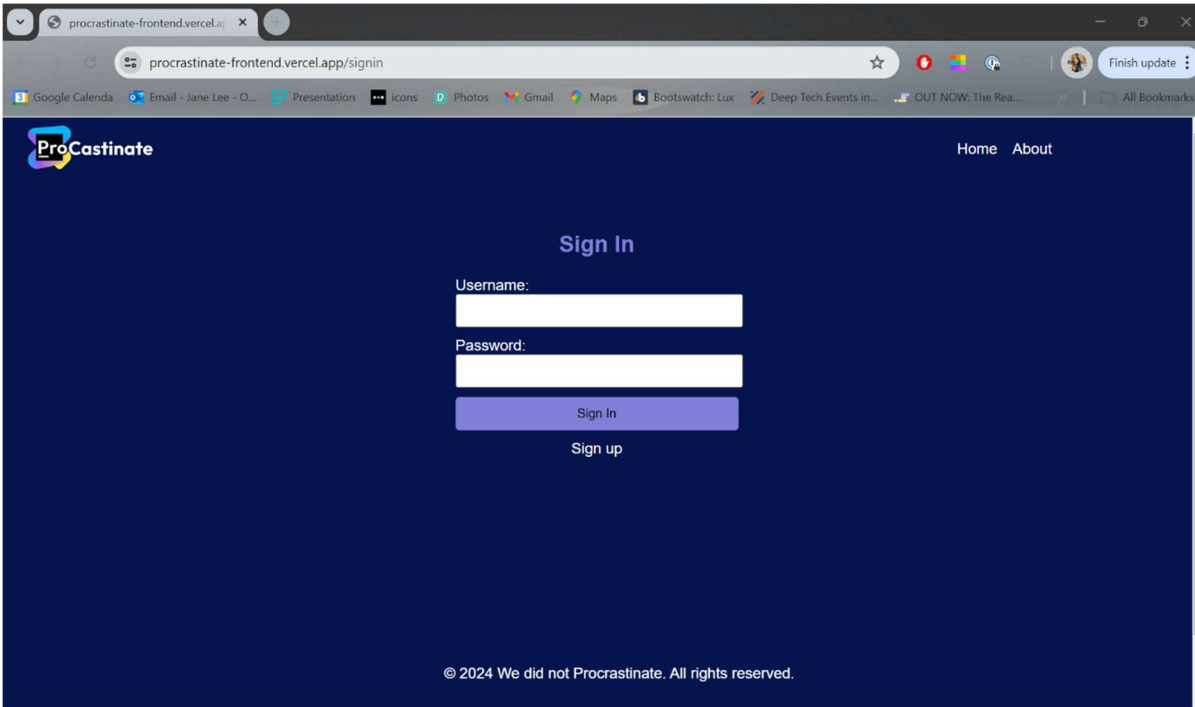 procrastinate-frontend.vercel.ap
procrastinate-frontend.vercel.app/signin
Finish update
Google Calenda
Email - Jane Lee - O...
Presentation
icons
Photos
Gmail
Maps
Bootswatch: Lux
Deep Tech Events in...
OUT NOW: The Rea...
All Bookmarks
ProCastinate
Home About
Sign In
Username:
Password:
Sign In
Sign up
© 2024 We did not Procrastinate. All rights reserved.